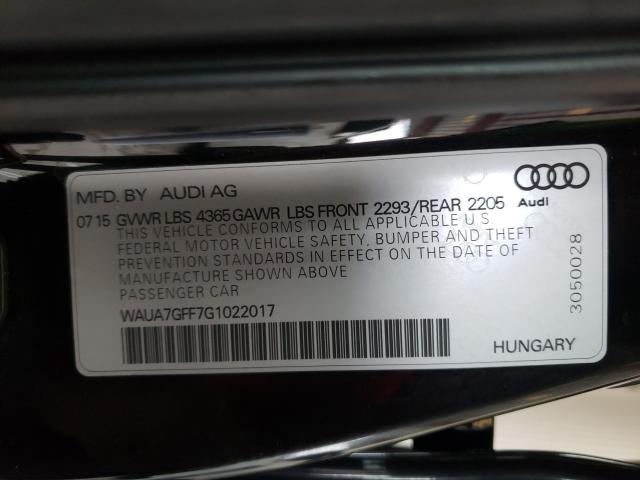 MFD. BY AUDI AG
07 15 GVWR LBS 4365 GAWR LBS FRONT 2293/REAR 2205
Audi
THIS VEHICLE CONFORMS TO ALL APPLICABLE U.S.
FEDERAL MOTOR VEHICLE SAFETY, BUMPER AND THEFT
PREVENTION STANDARDS IN EFFECT ON THE DATE OF
MANUFACTURE SHOWN ABOVE
PASSENGER CAR
WAUA7GFF7G1022017
3050028
HUNGARY